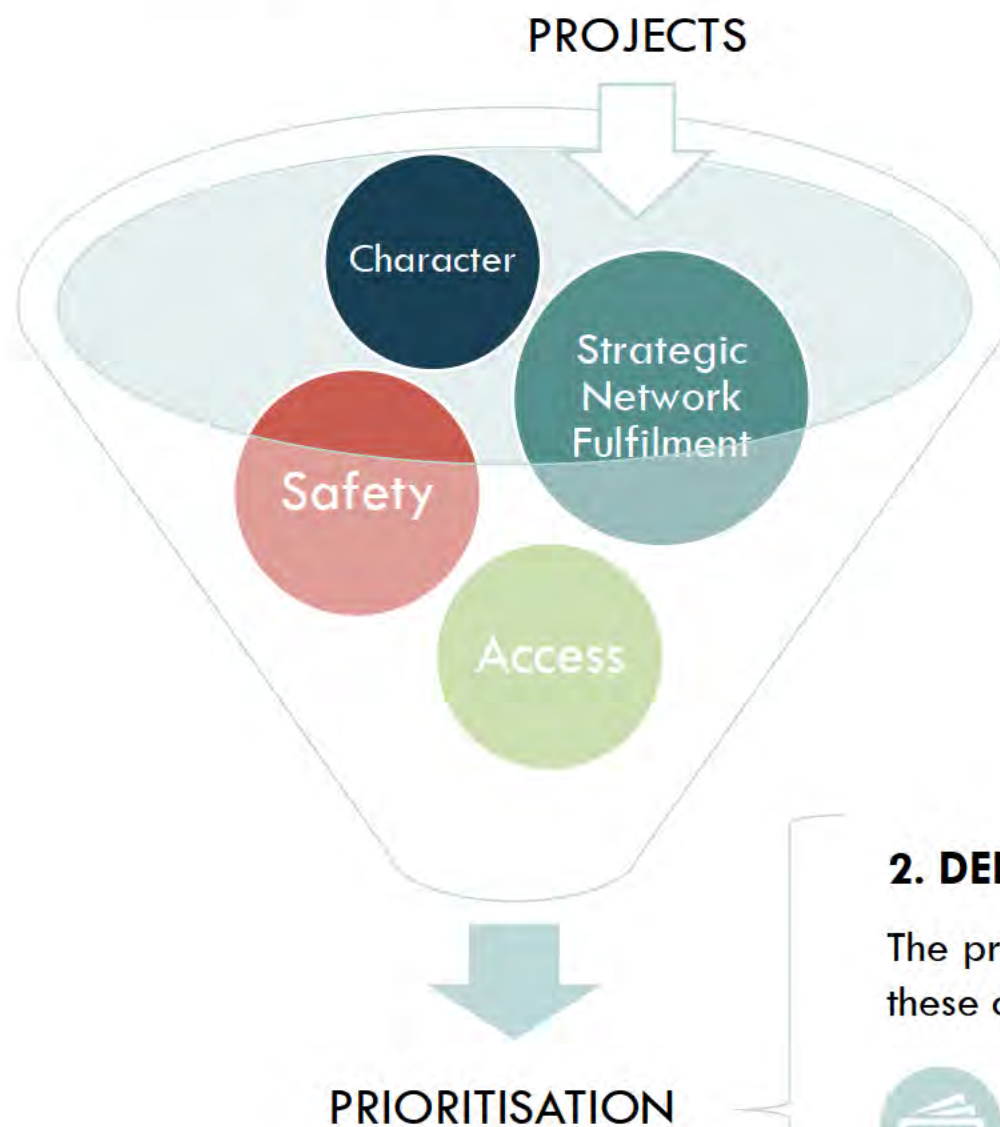 PROJECTS
Character
Strategic
Network
Fulfilment
Safety
Access
2. DE
The pr
these
PRIORITISATION